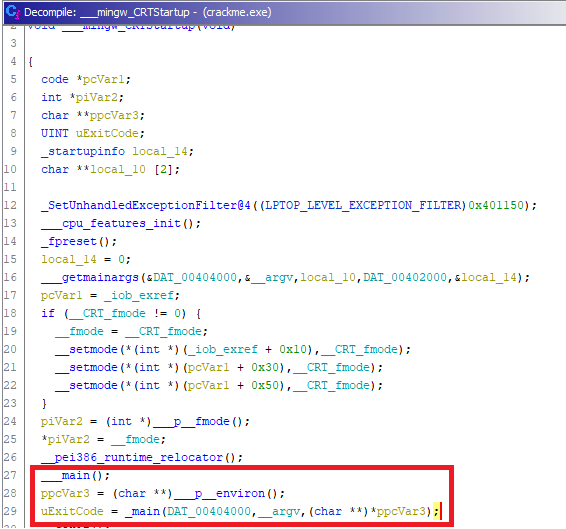 Decompile: ___mingw_CRTStartup - (crackme.exe)
2 void ___mingw_CRTStartup(void)
3
4 {
5 code *pcVar1;
6 int *piVar2;
7 char **ppcVar3;
8 UINT uExitCode;
9 _startupinfo local_14;
10 char **local_10 [2];
11
12 _SetUnhandledExceptionFilter@4((LPTOP_LEVEL_EXCEPTION_FILTER)0x401150);
13 ___cpu_features_init();
14 _fpreset();
15 local_14 = 0;
16 ___getmainargs(&DAT_00404000,&__argv,local_10,DAT_00402000,&local_14);
17 pcVar1 = _iob_exref;
18 if (__CRT_fmode != 0) {
19 __fmode = __CRT_fmode;
20 __setmode(*(int *)(_iob_exref + 0x10),__CRT_fmode);
21 __setmode(*(int *)(pcVar1 + 0x30),__CRT_fmode);
22 __setmode(*(int *)(pcVar1 + 0x50),__CRT_fmode);
23 }
24 piVar2 = (int *)___p__fmode();
25 *piVar2 = __fmode;
26 __pei386_runtime_relocator();
27 ___main();
28 ppcVar3 = (char **)___p__environ();
29 uExitCode = _main(DAT_00404000,__argv,(char **)*ppcVar3);